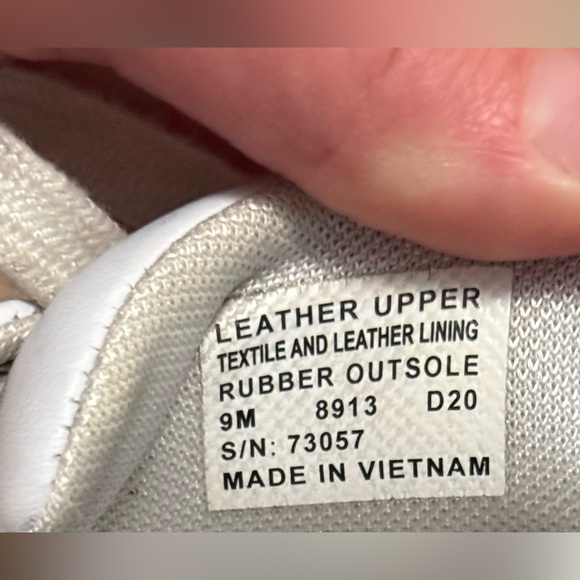 LEATHER UPPER
TEXTILE AND LEATHER LINING
RUBBER OUTSOLE
9M 8913 D20
S/N: 73057
MADE IN VIETNAM